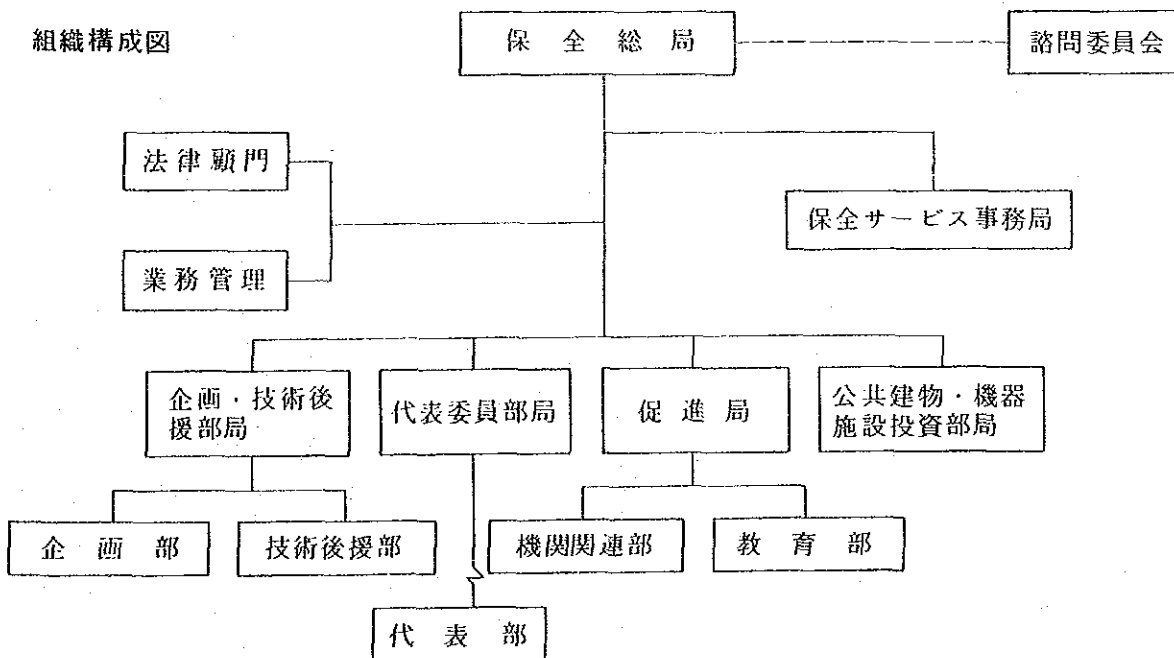 組織構成図
保全総局
諮問委員会
法律顧門
保全サービス事務局
業務管理
企画・技術後
援部局
代表委員部局
促進局
公共建物・機器
施設投資部局
企画部
技術後援部
機関関連部
教育部
代表部